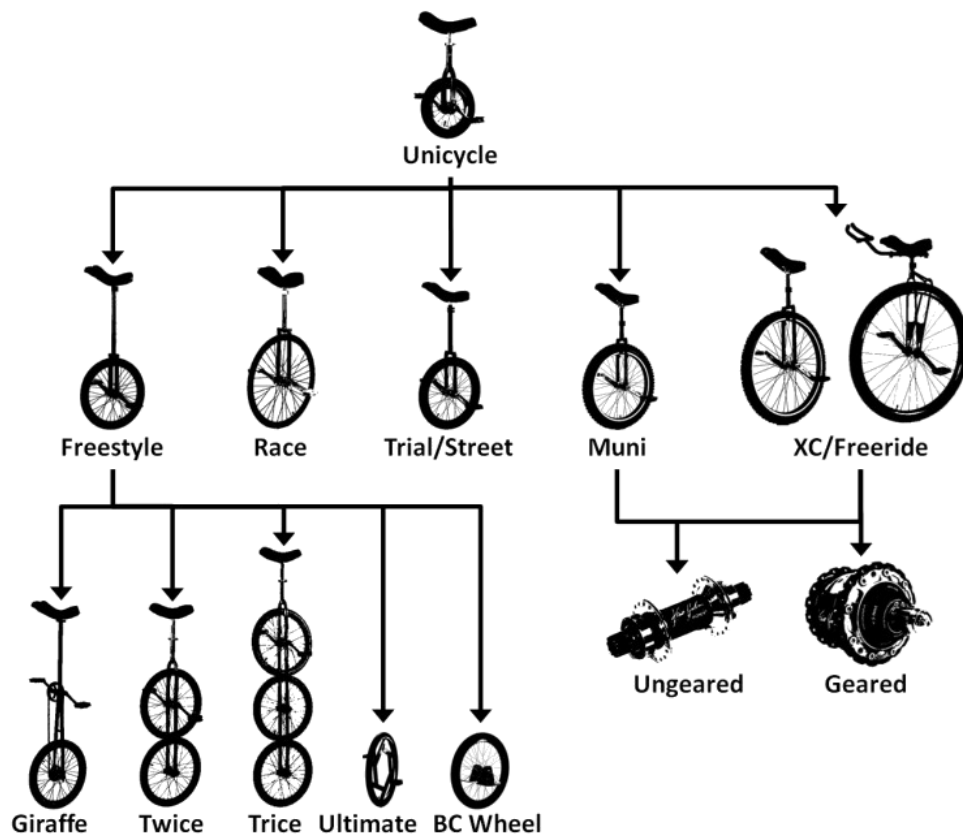 Unicycle
Freestyle
Race
Trial/Street
Muni
XC/Freeride
Ungeared
Geared
Giraffe
Twice
Trice
Ultimate
BC Wheel